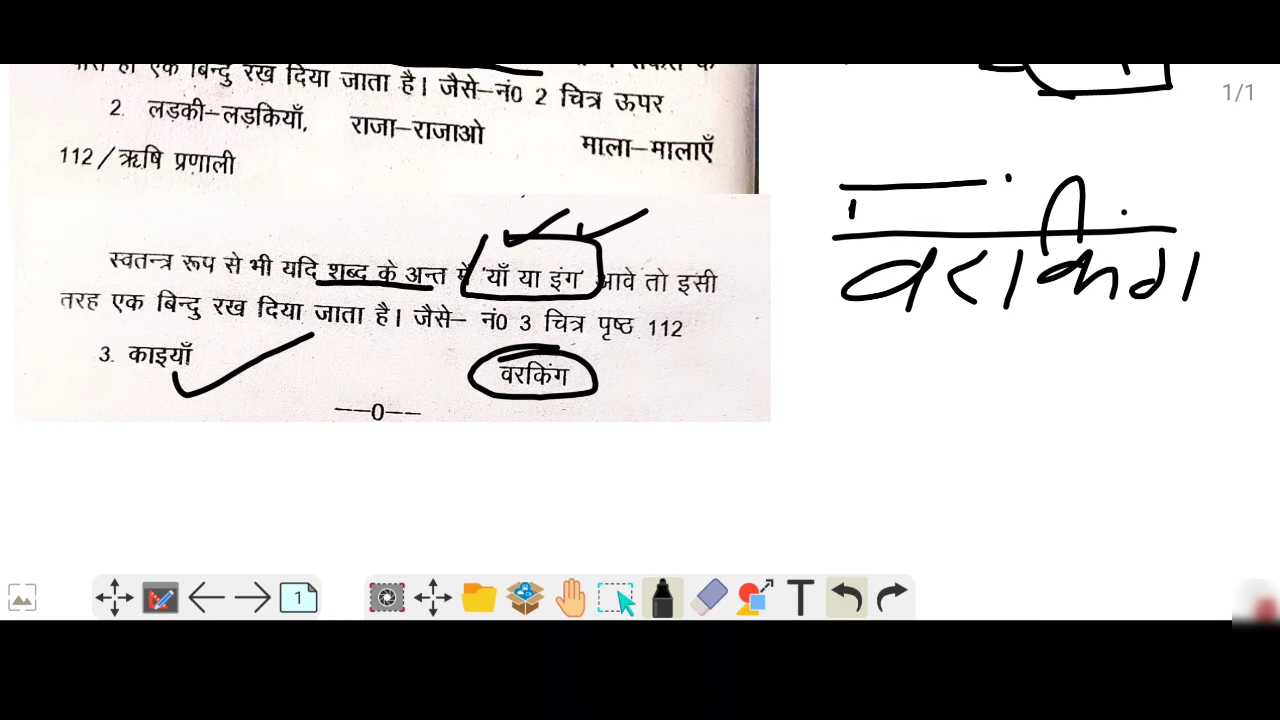 एक बिन्दु रख दिया जाता है। जैसे–नं0 2 चित्र ऊपर
2. लड़की–लड़कियाँ, राजा–राजाओ माला–मालाएँ
112/ऋषि प्रणाली
स्वतन्त्र रूप से भी यदि शब्द के अन्त में 'याँ या इंग' आवे तो इसी
तरह एक बिन्दु रख दिया जाता है। जैसे– नं0 3 चित्र पृष्ठ 112
3. काइयाँ वरकिंग
––0––
1/1
1
T